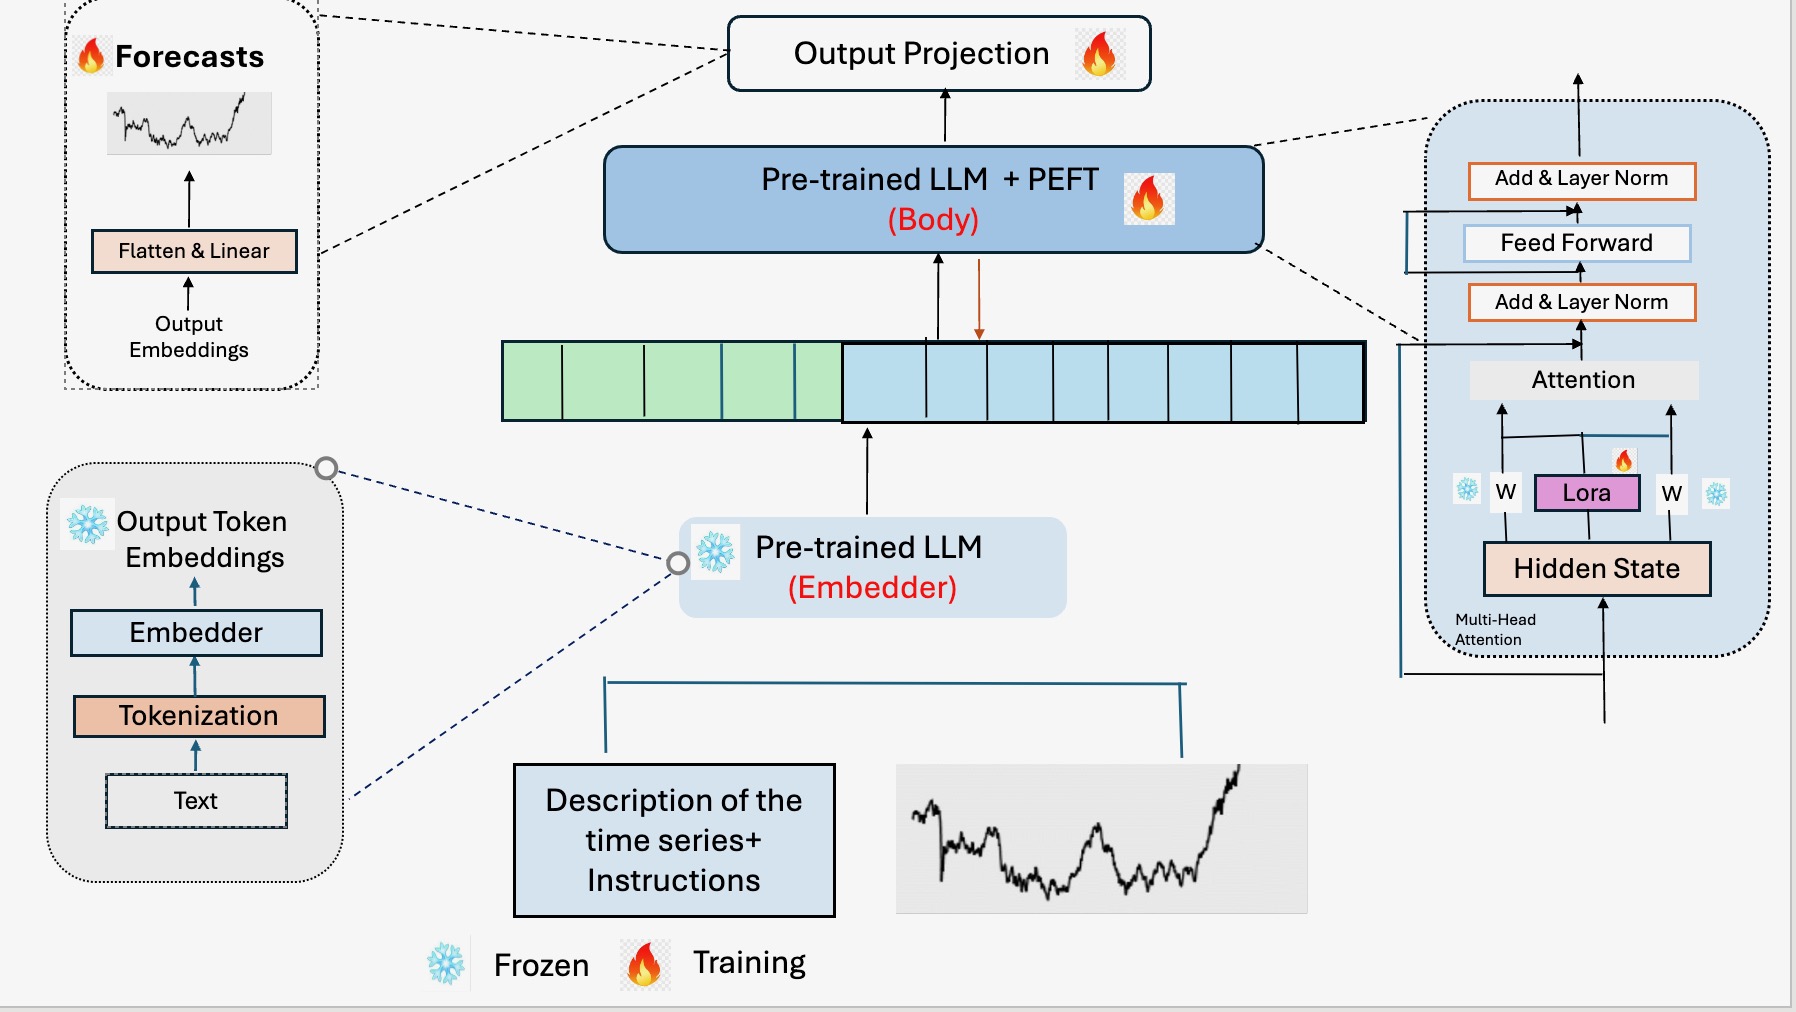 Forecasts
Flatten & Linear
Output
Embeddings
Output Projection
Pre-trained LLM + PEFT
(Body)
Output Token
Embeddings
Embedder
Tokenization
Text
Pre-trained LLM
(Embedder)
Description of the
time series+
Instructions
Add & Layer Norm
Feed Forward
Add & Layer Norm
Attention
W
Lora
W
Hidden State
Multi-Head
Attention
Frozen
Training